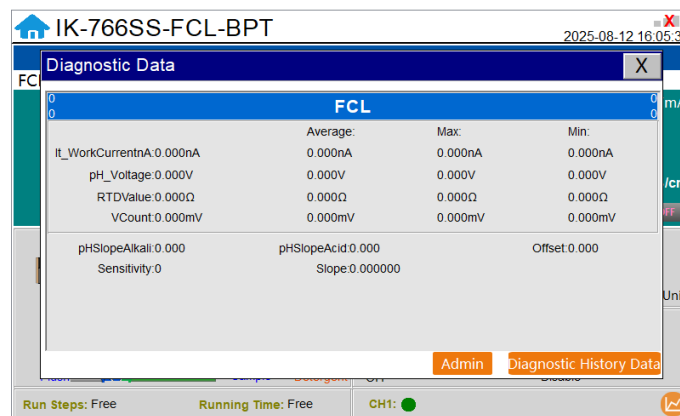 IK-766SS-FCL-BPT
X
2025-08-12 16:05:3
Diagnostic Data X
FCL
0 FCL 0
0 0
Average: Max: Min:
It_WorkCurrentnA:0.000nA 0.000nA 0.000nA 0.000nA
pH_Voltage:0.000V 0.000V 0.000V 0.000V
RTDValue:0.000Ω 0.000Ω 0.000Ω 0.000Ω
VCount:0.000mV 0.000mV 0.000mV 0.000mV
pHSlopeAlkali:0.000 pHSlopeAcid:0.000 Offset:0.000
Sensitivity:0 Slope:0.000000
Uni
Admin Diagnostic History Data
Run Steps: Free Running Time: Free CH1: